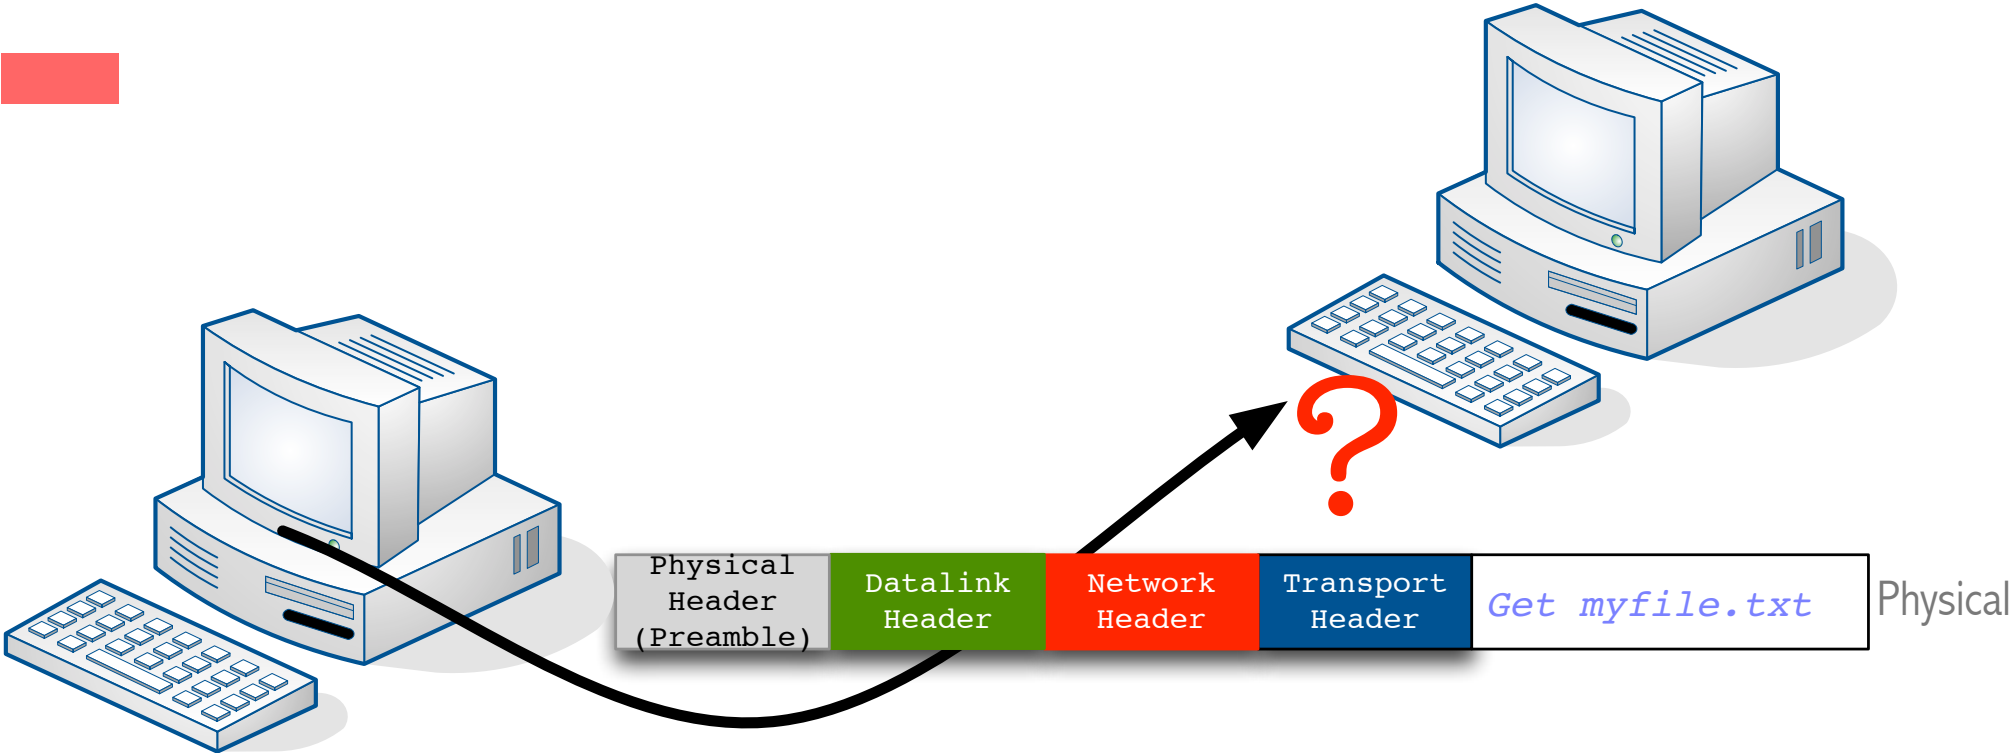 ?
Physical
Header
(Preamble)
Datalink
Header
Network
Header
Transport
Header
Get myfile.txt
Physical